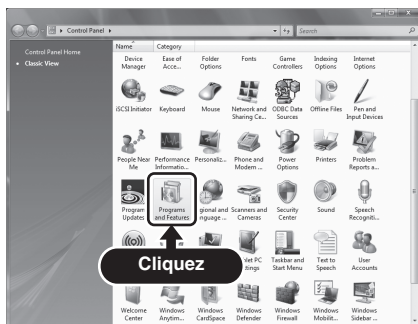 Control Panel
Search
Control Panel Home
Classic View
Name Category
Device Manager
Ease of Acce...
Folder Options
Fonts
Game Controllers
Indexing Options
Internet Options
iSCSI Initiator
Keyboard
Mouse
Network and Sharing Ce...
ODBC Data Sources
Offline Files
Pen and Input Devices
People Near Me
Performance Informatio...
Personaliz...
Phone and Modem ...
Power Options
Printers
Problem Reports a...
Program Updates
Programs and Features
gional and nguage ...
Scanners and Cameras
Security Center
Sound
Speech Recogniti...
Cliquez
let PC ttings
Taskbar and Start Menu
Text to Speech
User Accounts
Welcome Center
Windows Anytim...
Windows CardSpace
Windows Defender
Windows Firewall
Windows Mobilit...
Windows Sidebar ...